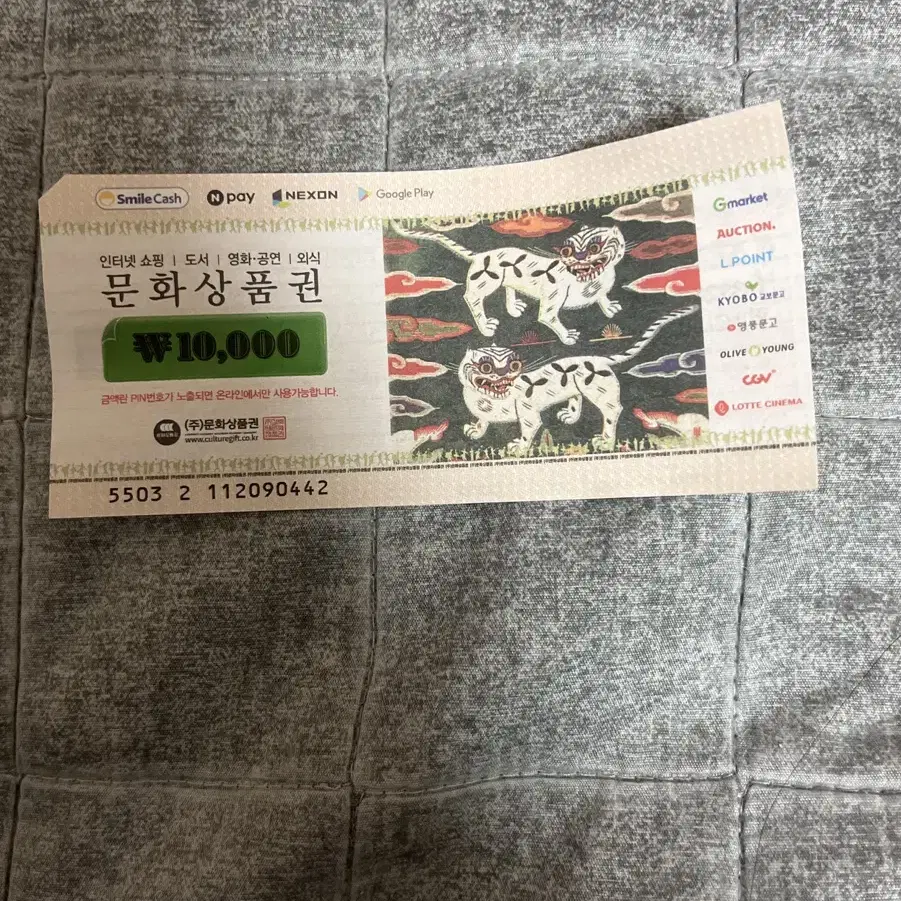 SmileCash N pay NEXON Google Play
인터넷 쇼핑 | 도서 | 영화·공연 | 외식
문화상품권
₩10,000
금액란 PIN번호가 노출되면 온라인에서만 사용가능합니다.
(주)문화상품권
www.culturegift.co.kr
5503 2 112090442
Gmarket
AUCTION.
L.POINT
KYOBO 교보문고
영풍문고
OLIVE YOUNG
CGV
LOTTE CINEMA